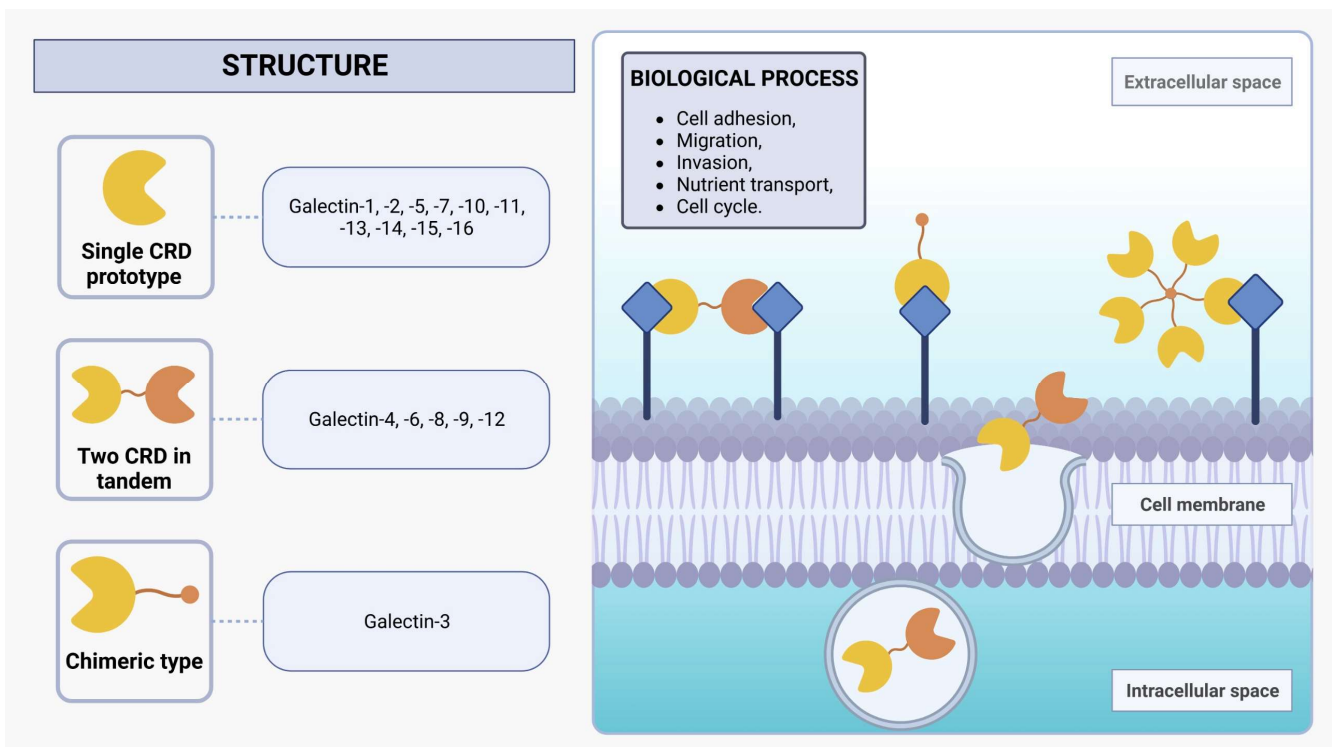 STRUCTURE
Single CRD
prototype
Galectin-1, -2, -5, -7, -10, -11,
-13, -14, -15, -16
Two CRD in
tandem
Galectin-4, -6, -8, -9, -12
Chimeric type
Galectin-3
BIOLOGICAL PROCESS
• Cell adhesion,
• Migration,
• Invasion,
• Nutrient transport,
• Cell cycle.
Extracellular space
Cell membrane
Intracellular space